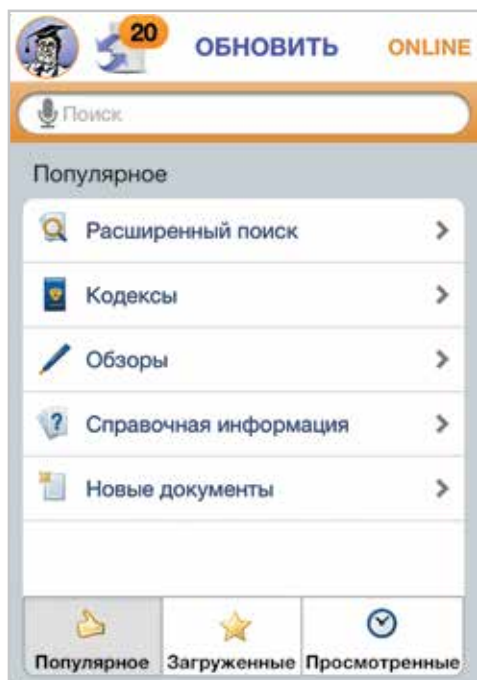 20
ОБНОВИТЬ
ONLINE
Поиск
Популярное
Расширенный поиск
Кодексы
Обзоры
? Справочная информация
Новые документы
Популярное Загруженные Просмотренные